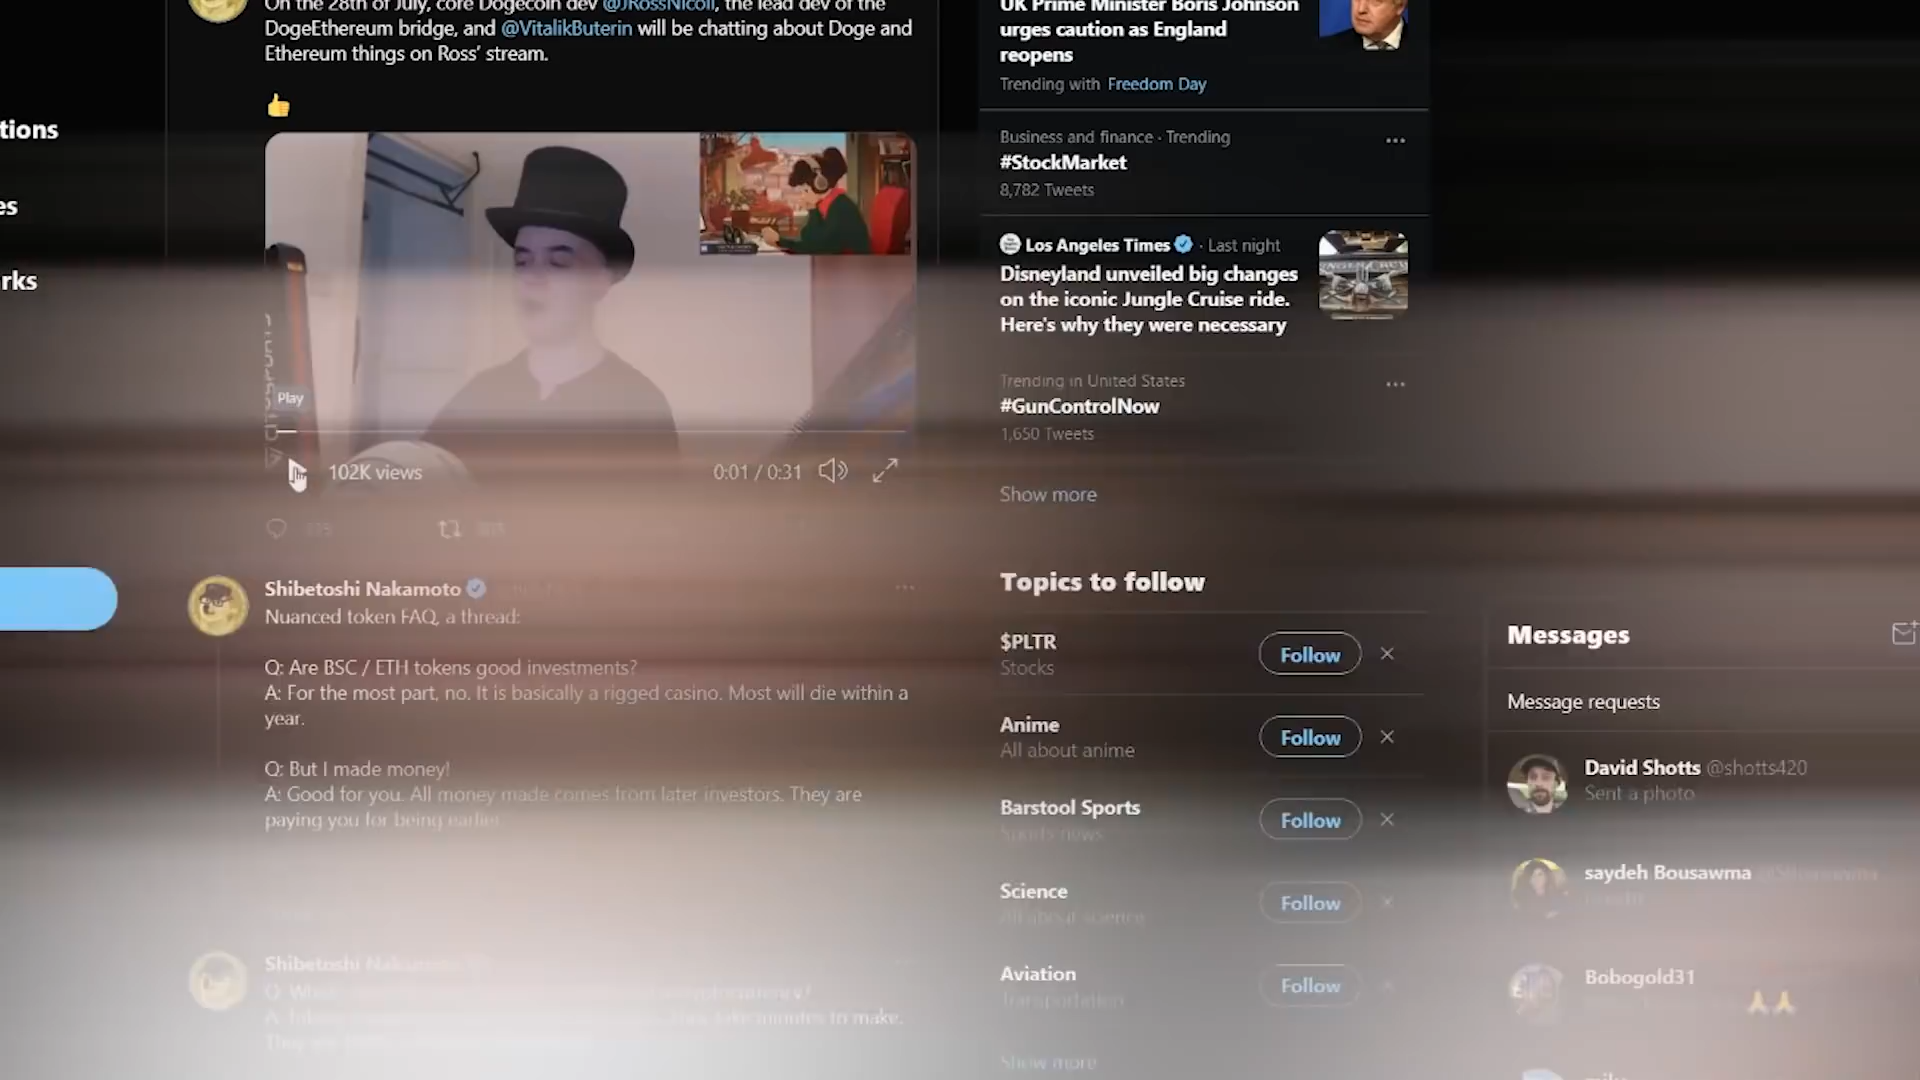 On the 28th of July, core Dogecoin dev @JRossNicoll, the lead dev of the
DogeEthereum bridge, and @VitalikButerin will be chatting about Doge and
Ethereum things on Ross' stream.
Play
102K views
0:01 / 0:31
Shibetoshi Nakamoto
Nuanced token FAQ, a thread:
Q: Are BSC / ETH tokens good investments?
A: For the most part, no. It is basically a rigged casino. Most will die within a
year.
Q: But I made money!
A: Good for you. All money made comes from later investors. They are
paying you for being earlier.
Shibetoshi Nakamoto
minutes to make.
tions
es
rks
UK Prime Minister Boris Johnson
urges caution as England
reopens
Trending with Freedom Day
Business and finance · Trending
#StockMarket
8,782 Tweets
Los Angeles Times · Last night
Disneyland unveiled big changes
on the iconic Jungle Cruise ride.
Here's why they were necessary
Trending in United States
#GunControlNow
1,650 Tweets
Show more
Topics to follow
$PLTR
Stocks
Follow
Anime
All about anime
Follow
Barstool Sports
Sports news
Follow
Science
All about science
Follow
Aviation
Transportation
Follow
Show more
Messages
Message requests
David Shotts @shotts420
Sent a photo
saydeh Bousawma
Bobogold31